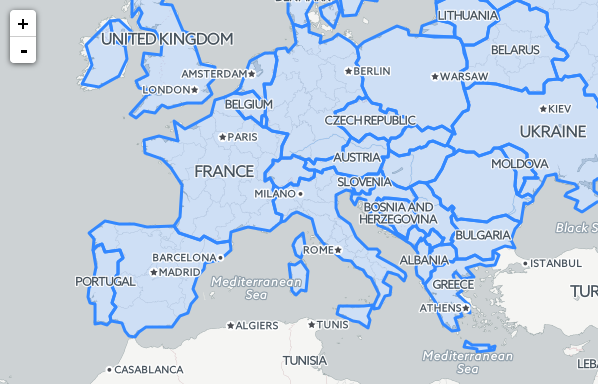 +
-
DENMARK
LITHUANIA
UNITED KINGDOM
BELARUS
AMSTERDAM
BERLIN
WARSAW
LONDON
BELGIUM
KIEV
CZECH REPUBLIC
UKRAINE
PARIS
AUSTRIA
MOLDOVA
FRANCE
SLOVENIA
MILANO
BOSNIA AND
HERZEGOVINA
Black S
BULGARIA
ROME
BARCELONA
ALBANIA
ISTANBUL
MADRID
PORTUGAL
Mediterranean
Sea
GREECE
TUR
ATHENS
ALGIERS
TUNIS
TUNISIA
Mediterranean
Sea
CASABLANCA
LEB